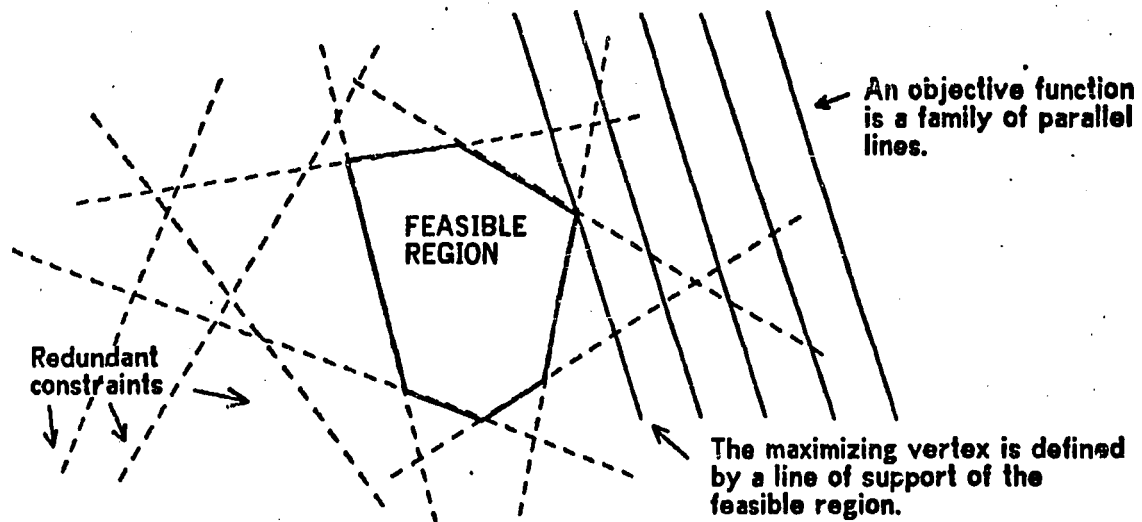 An objective function
is a family of parallel
lines.
FEASIBLE
REGION
Redundant
constraints
The maximizing vertex is defined
by a line of support of the
feasible region.